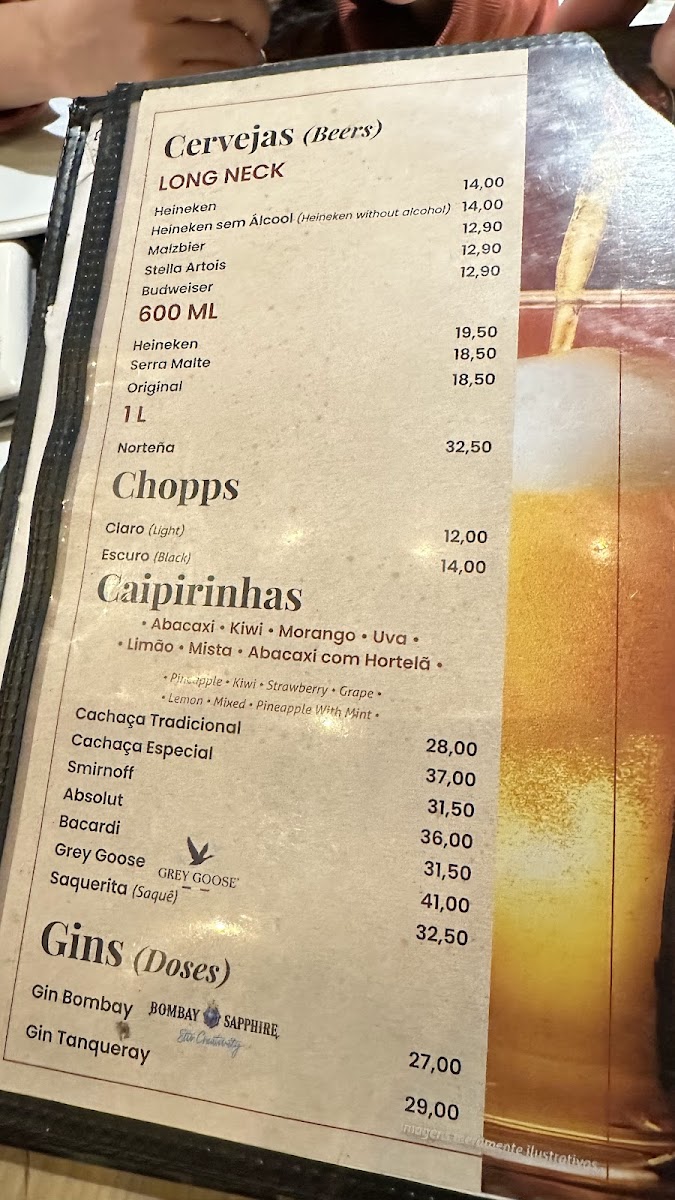 Cervejas (Beers)
LONG NECK
Heineken 14,00
Heineken sem Álcool (Heineken without alcohol) 14,00
Malzbier 12,90
Stella Artois 12,90
Budweiser 12,90
600 ML
Heineken 19,50
Serra Malte 18,50
Original 18,50
1 L
Norteña 32,50
Chopps
Claro (Light) 12,00
Escuro (Black) 14,00
Caipirinhas
• Abacaxi • Kiwi • Morango • Uva •
• Limão • Mista • Abacaxi com Hortelã •
• Pineapple • Kiwi • Strawberry • Grape •
• Lemon • Mixed • Pineapple With Mint •
Cachaça Tradicional 28,00
Cachaça Especial 37,00
Smirnoff 31,50
Absolut 36,00
Bacardi 31,50
Grey Goose GREY GOOSE 41,00
Saquerita (Saquê) 32,50
Gins (Doses)
Gin Bombay BOMBAY SAPPHIRE 27,00
Stir Creativity
Gin Tanqueray 29,00
imagens meramente ilustrativas